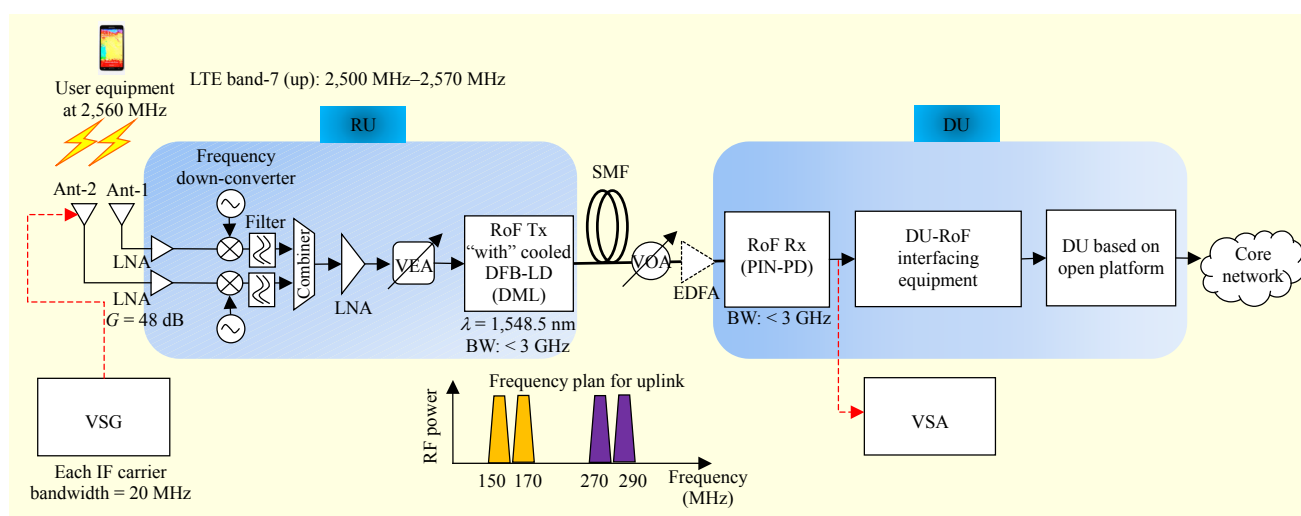 LTE band-7 (up): 2,500 MHz–2,570 MHz
User equipment
at 2,560 MHz
RU
DU
Ant-2
Ant-1
Frequency
down-converter
Filter
LNA
LNA
G = 48 dB
Combiner
LNA
VEA
RoF Tx
“with” cooled
DFB-LD
(DML)
λ = 1,548.5 nm
BW: < 3 GHz
SMF
VOA
EDFA
RoF Rx
(PIN-PD)
BW: < 3 GHz
DU-RoF
interfacing
equipment
DU based on
open platform
Core
network
VSG
Each IF carrier
bandwidth = 20 MHz
Frequency plan for uplink
RF power
150
170
270
290
Frequency
(MHz)
VSA